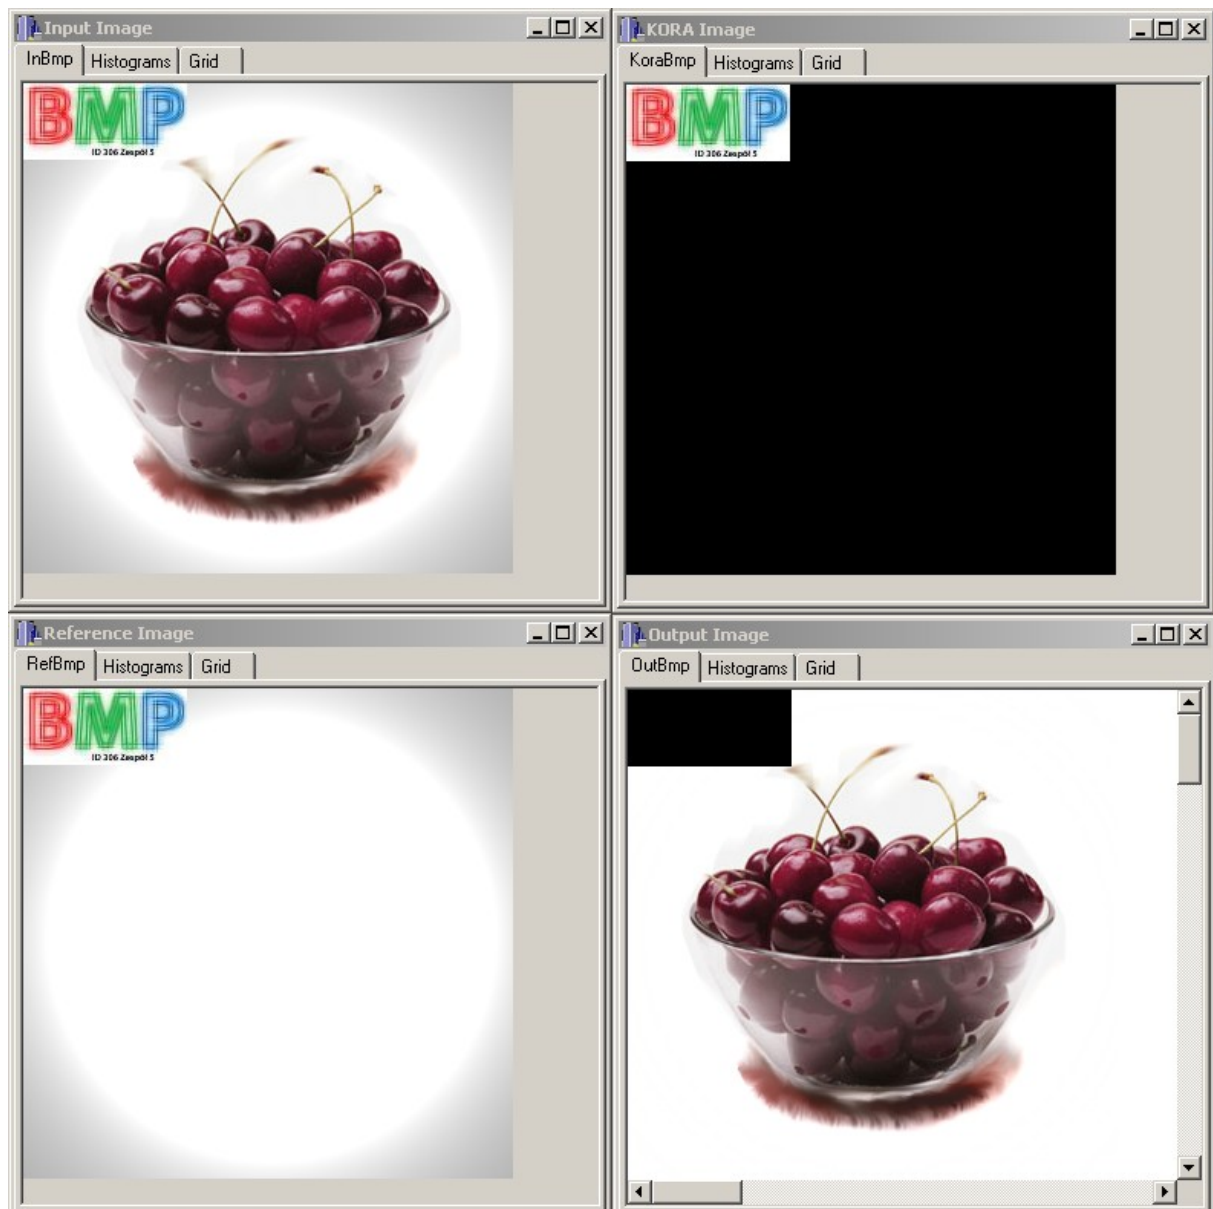 Input Image
InBmp Histograms Grid
BMP
ID 306 Zespół 5
KORA Image
KoraBmp Histograms Grid
BMP
ID 306 Zespół 5
Reference Image
RefBmp Histograms Grid
BMP
ID 306 Zespół 5
Output Image
OutBmp Histograms Grid